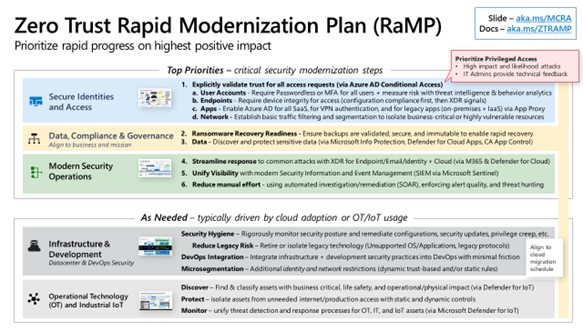 Zero Trust Rapid Modernization Plan (RaMP)
Prioritize rapid progress on highest positive impact
Slide – aka.ms/MCRA
Docs – aka.ms/ZTRAMP
Prioritize Privileged Access
• High impact and likelihood attacks
• IT Admins provide technical feedback
Top Priorities – critical security modernization steps
Secure Identities
and Access
1. Explicitly validate trust for all access requests (via Azure AD Conditional Access)
a. User Accounts - Require Passwordless or MFA for all users + measure risk with threat intelligence & behavior analytics
b. Endpoints - Require device integrity for access (configuration compliance first, then XDR signals)
c. Apps - Enable Azure AD for all SaaS, for VPN authentication, and for legacy apps (on-premises + IaaS) via App Proxy
d. Network - Establish basic traffic filtering and segmentation to isolate business-critical or highly vulnerable resources
Data, Compliance & Governance
Align to business and mission
2. Ransomware Recovery Readiness - Ensure backups are validated, secure, and immutable to enable rapid recovery
3. Data - Discover and protect sensitive data (via Microsoft Info Protection, Defender for Cloud Apps, CA App Control)
Modern Security
Operations
4. Streamline response to common attacks with XDR for Endpoint/Email/Identity + Cloud (via M365 & Defender for Cloud)
5. Unify Visibility with modern Security Information and Event Management (SIEM via Microsoft Sentinel)
6. Reduce manual effort - using automated investigation/remediation (SOAR), enforcing alert quality, and threat hunting
As Needed – typically driven by cloud adoption or OT/IoT usage
Infrastructure &
Development
Datacenter & DevOps Security
Security Hygiene – Rigorously monitor security posture and remediate configurations, security updates, privilege creep, etc.
Reduce Legacy Risk – Retire or isolate legacy technology (Unsupported OS/Applications, legacy protocols)
DevOps Integration – Integrate infrastructure + development security practices into DevOps with minimal friction
Microsegmentation – Additional identity and network restrictions (dynamic trust-based and/or static rules)
Align to
cloud
migration
schedule
Operational Technology
(OT) and Industrial IoT
Discover – Find & classify assets with business critical, life safety, and operational/physical impact (via Defender for IoT)
Protect – isolate assets from unneeded internet/production access with static and dynamic controls
Monitor – unify threat detection and response processes for OT, IT, and IoT assets (via Microsoft Defender for IoT)